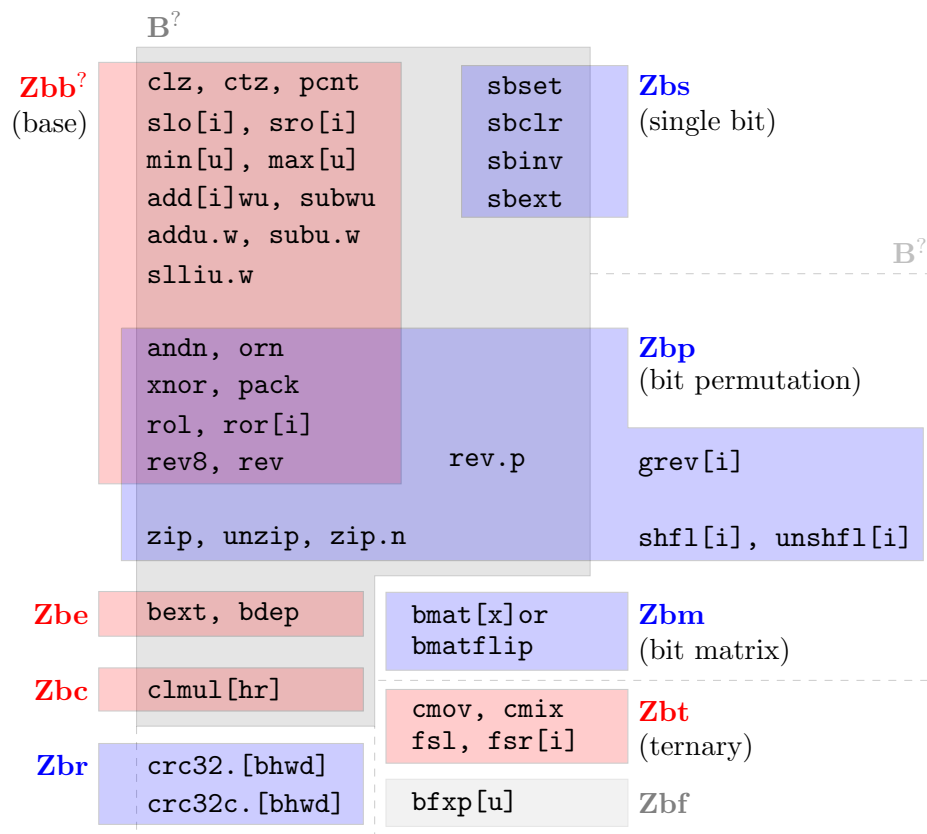 B?
Zbb?
(base)
clz, ctz, pcnt
slo[i], sro[i]
min[u], max[u]
add[i]wu, subwu
addu.w, subu.w
slliu.w
sbset
sbclr
sbinv
sbext
Zbs
(single bit)
B?
andn, orn
xnor, pack
rol, ror[i]
rev8, rev
rev.p
grev[i]
Zbp
(bit permutation)
zip, unzip, zip.n
shfl[i], unshfl[i]
Zbe
bext, bdep
bmat[x]or
bmatflip
Zbm
(bit matrix)
Zbc
clmul[hr]
cmov, cmix
fsl, fsr[i]
Zbt
(ternary)
Zbr
crc32.[bhwd]
crc32c.[bhwd]
bfxp[u]
Zbf